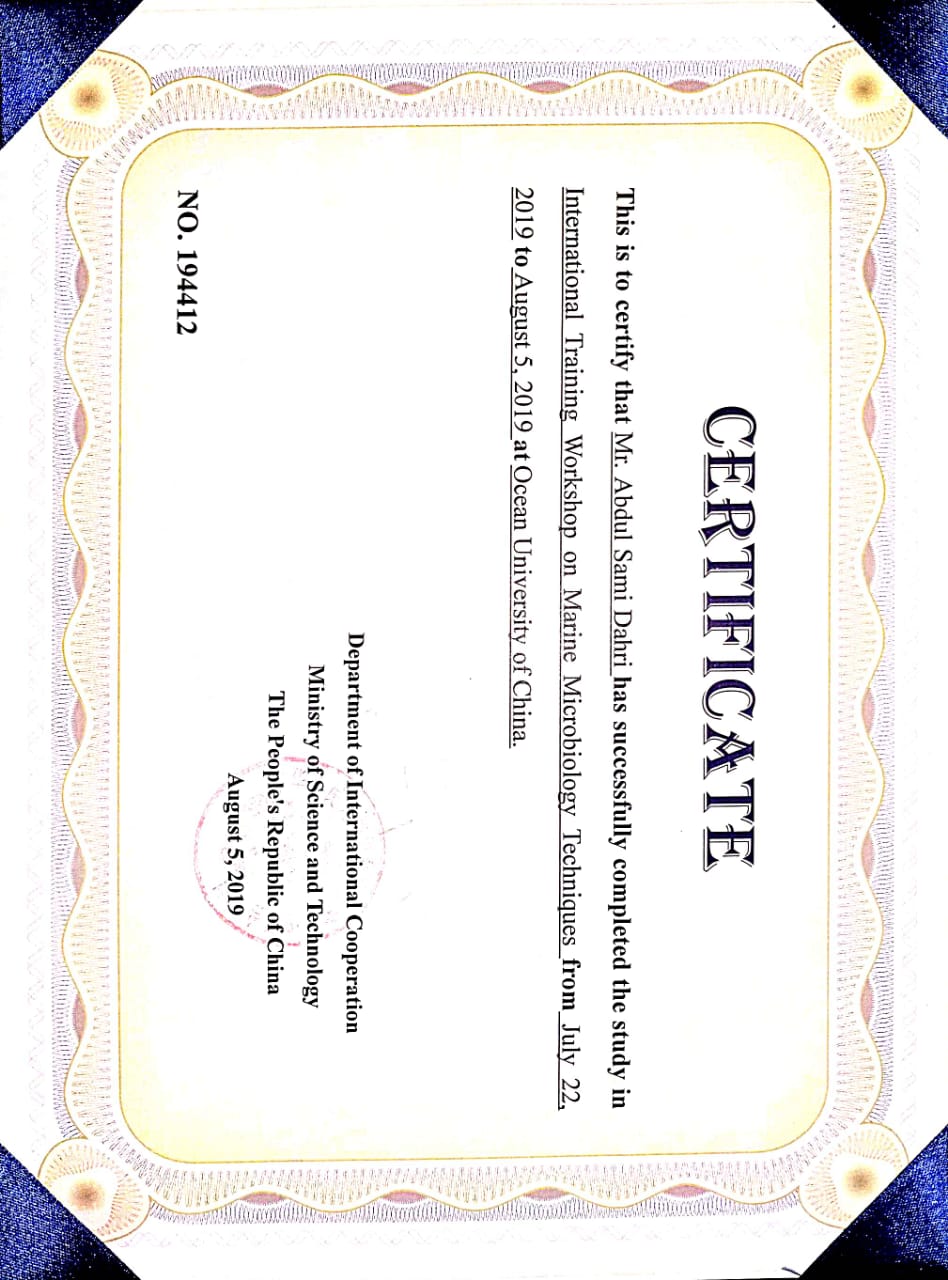 CERTIFICATE
This is to certify that Mr. Abdul Sami Dahri has successfully completed the study in
International Training Workshop on Marine Microbiology Techniques from July 22,
2019 to August 5, 2019 at Ocean University of China.
Department of International Cooperation
Ministry of Science and Technology
The People's Republic of China
August 5, 2019
NO. 194412